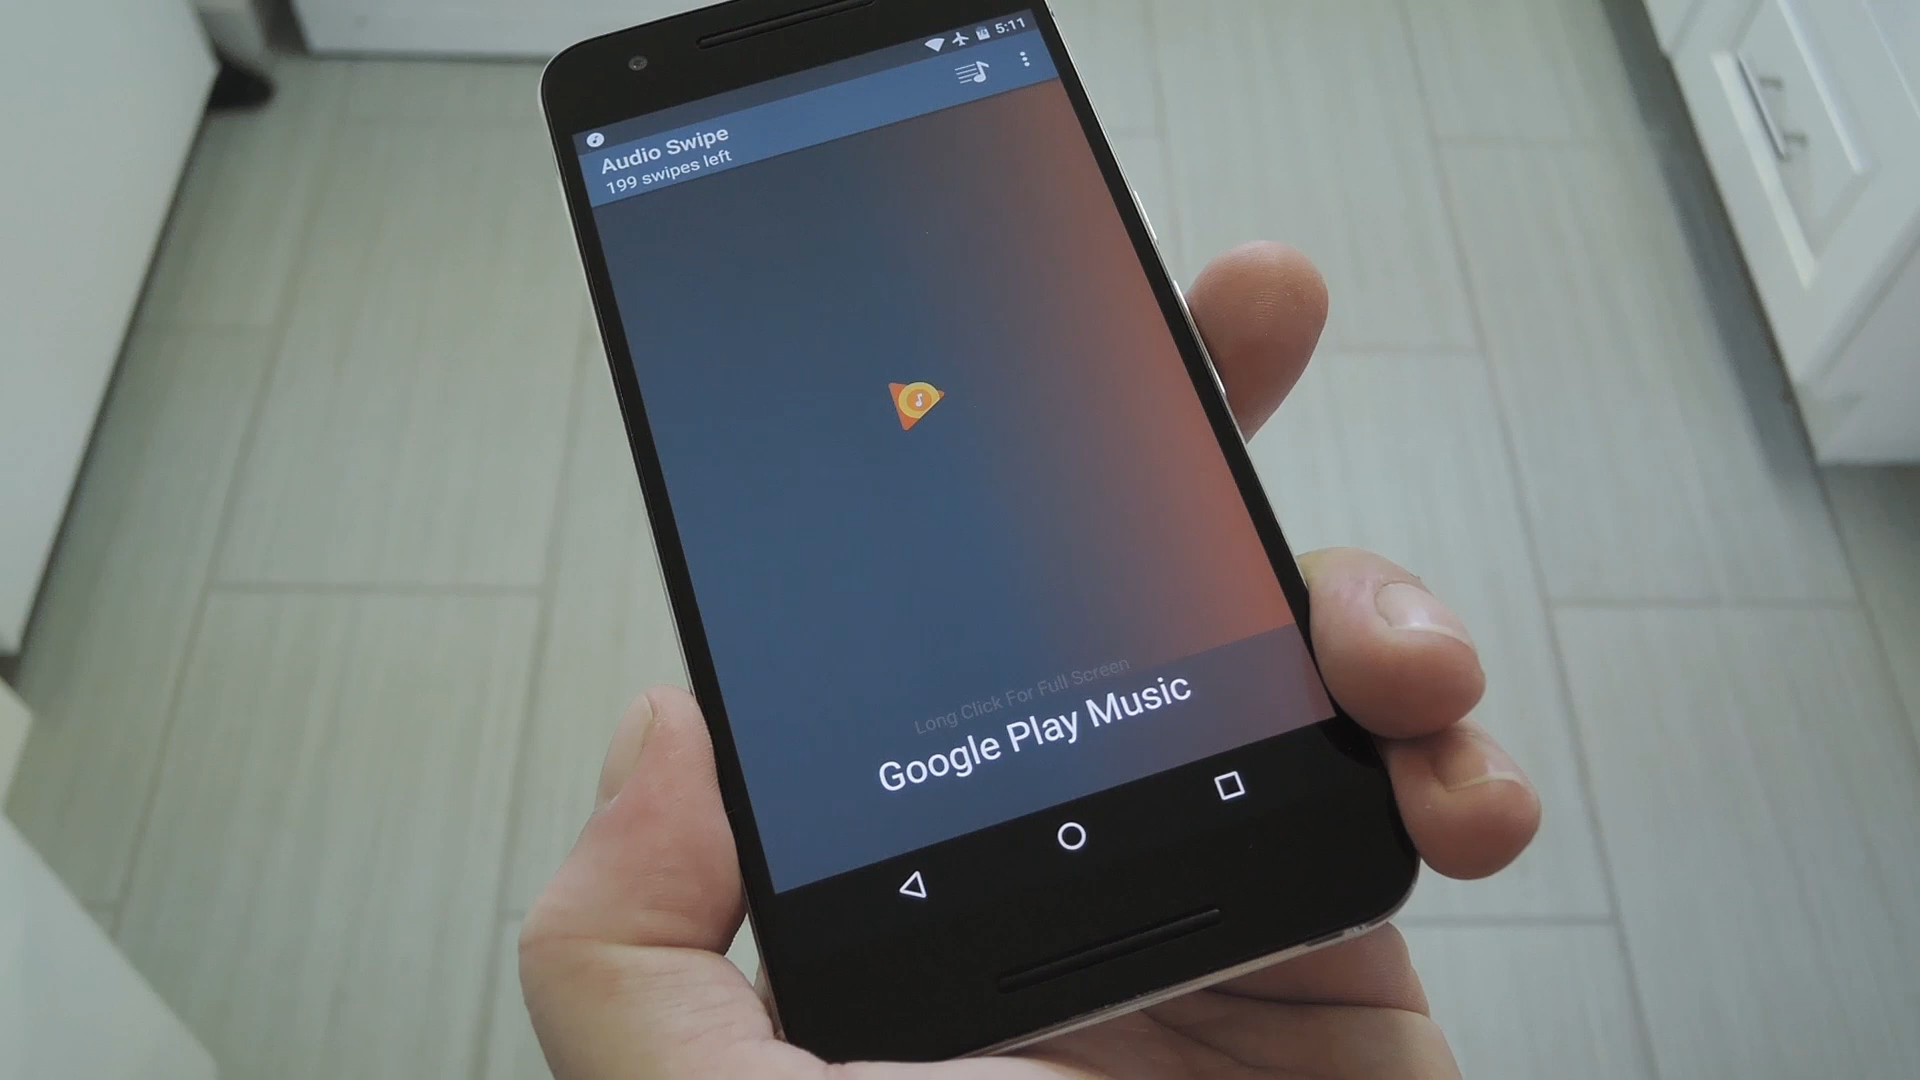 5:11
Audio Swipe
199 swipes left
Long Click For Full Screen
Google Play Music